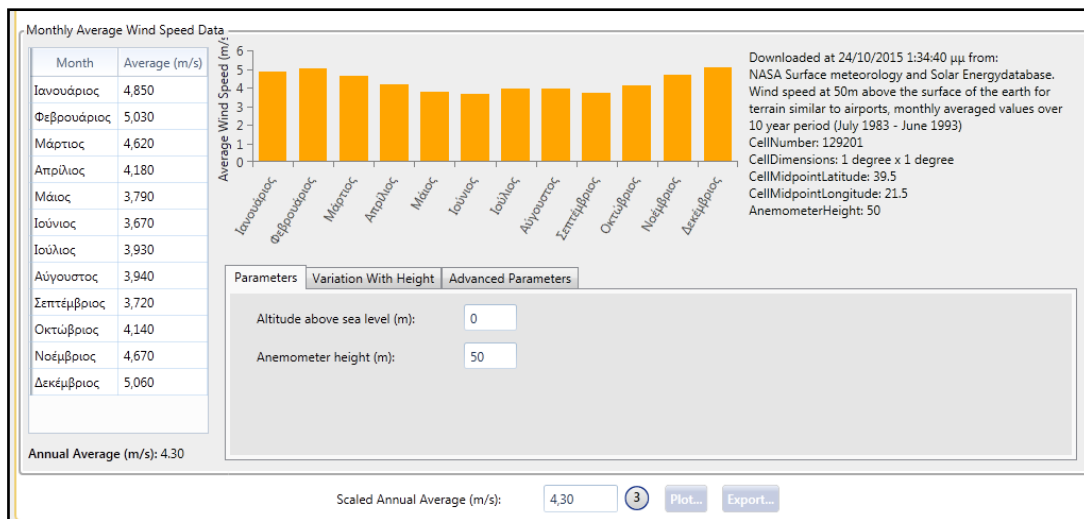 Monthly Average Wind Speed Data
Month Average (m/s)
Ιανουάριος 4,850
Φεβρουάριος 5,030
Μάρτιος 4,620
Απρίλιος 4,180
Μάιος 3,790
Ιούνιος 3,670
Ιούλιος 3,930
Αύγουστος 3,940
Σεπτέμβριος 3,720
Οκτώβριος 4,140
Νοέμβριος 4,670
Δεκέμβριος 5,060
Annual Average (m/s): 4.30
Average Wind Speed (m/s
6
5
4
3
2
1
0
Ιανουάριος
Φεβρουάριος
Μάρτιος
Απρίλιος
Μάιος
Ιούνιος
Ιούλιος
Αύγουστος
Σεπτέμβριος
Οκτώβριος
Νοέμβριος
Δεκέμβριος
Downloaded at 24/10/2015 1:34:40 μμ from:
NASA Surface meteorology and Solar Energydatabase.
Wind speed at 50m above the surface of the earth for
terrain similar to airports, monthly averaged values over
10 year period (July 1983 - June 1993)
CellNumber: 129201
CellDimensions: 1 degree x 1 degree
CellMidpointLatitude: 39.5
CellMidpointLongitude: 21.5
AnemometerHeight: 50
Parameters Variation With Height Advanced Parameters
Altitude above sea level (m): 0
Anemometer height (m): 50
Scaled Annual Average (m/s): 4,30 3 Plot... Export...